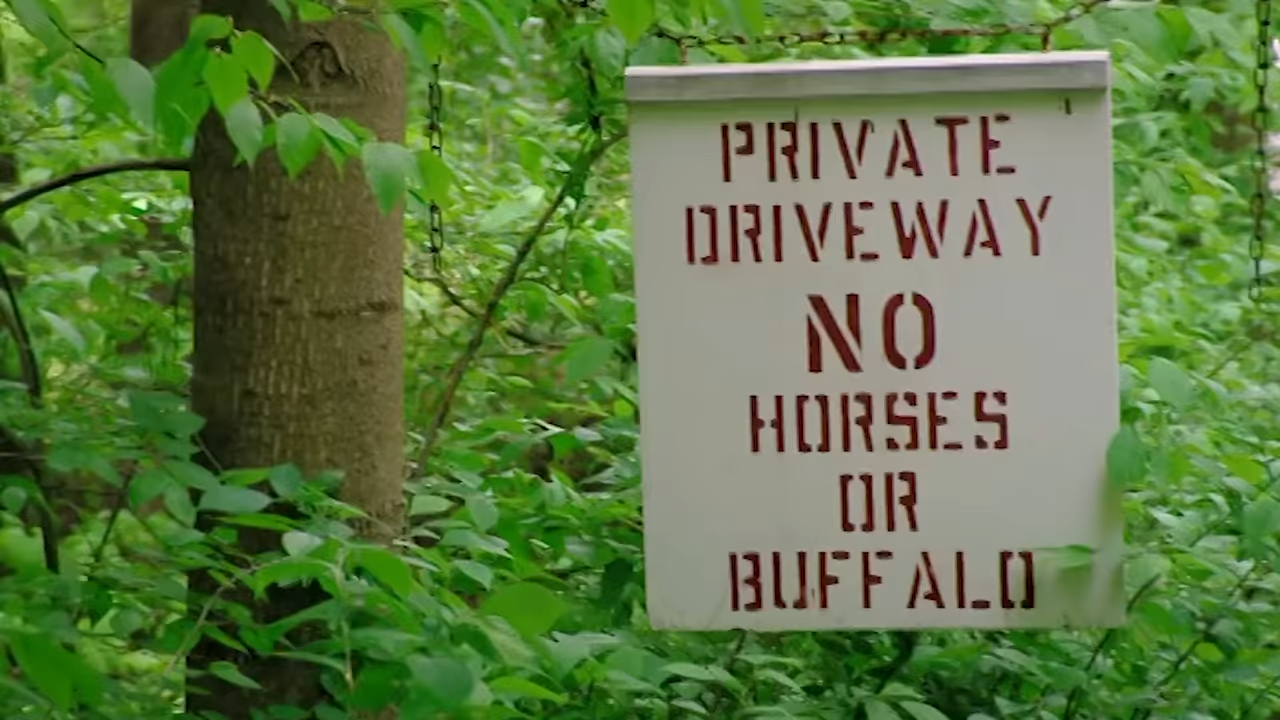 PRIVATE
DRIVEWAY
NO
HORSES
OR
BUFFALO